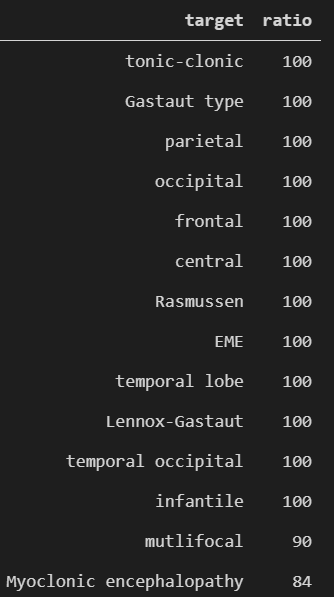 target ratio
tonic-clonic 100
Gastaut type 100
parietal 100
occipital 100
frontal 100
central 100
Rasmussen 100
EME 100
temporal lobe 100
Lennox-Gastaut 100
temporal occipital 100
infantile 100
mutlifocal 90
Myoclonic encephalopathy 84